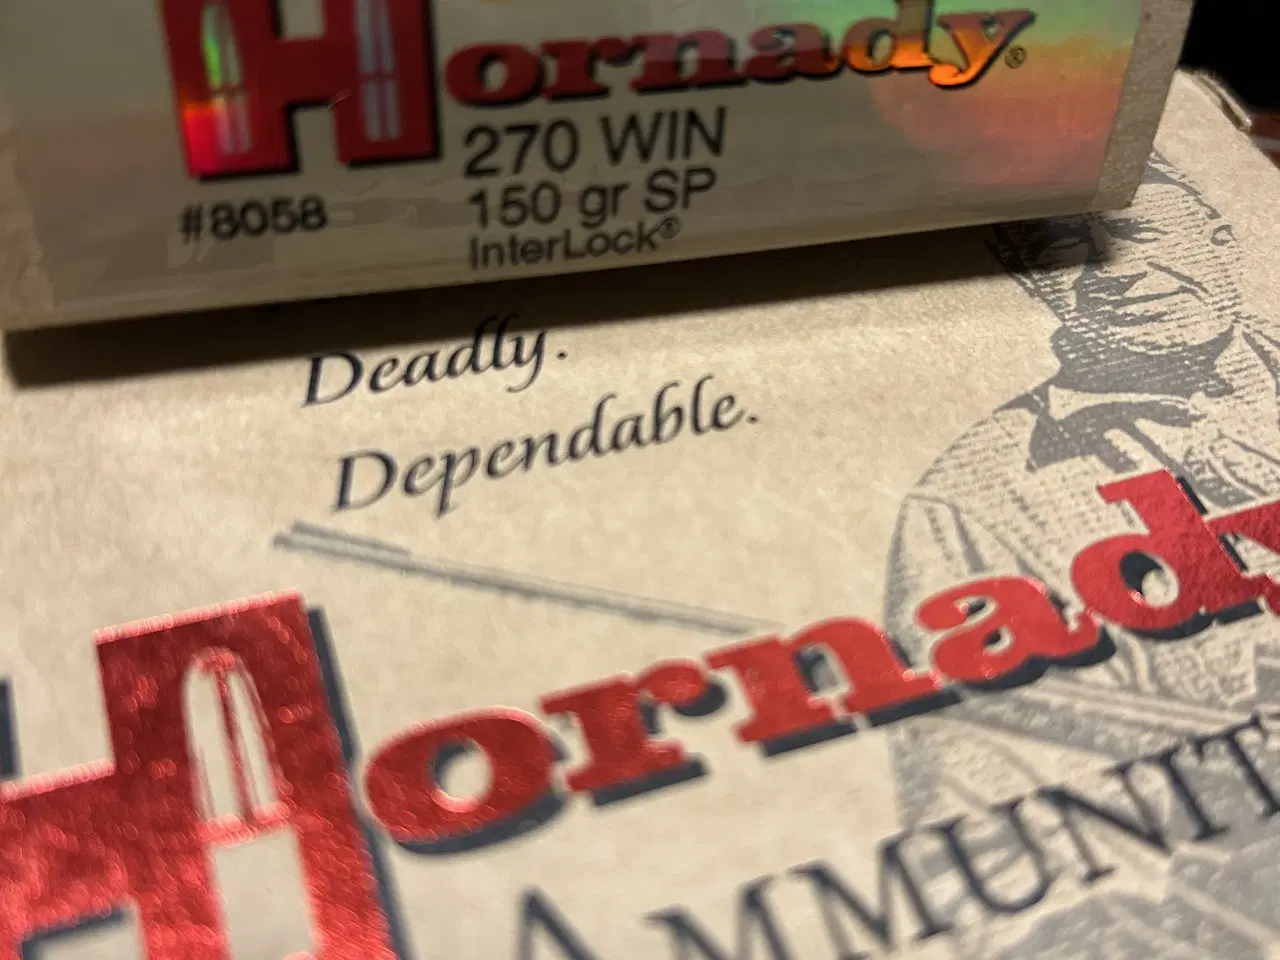 Hornady®
270 WIN
150 gr SP
#8058
InterLock®
Deadly.
Dependable.
Hornady
AMMUNIT